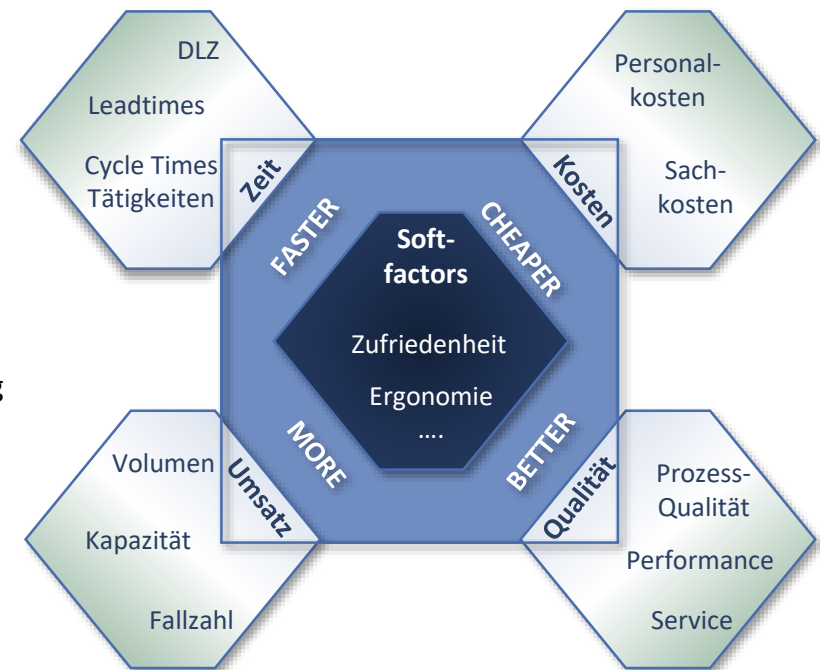 DLZ
Leadtimes
Cycle Times
Tätigkeiten
Zeit
Personal-
kosten
Sach-
kosten
Kosten
FASTER
CHEAPER
Soft-
factors
Zufriedenheit
Ergonomie
....
MORE
BETTER
g
Volumen
Kapazität
Fallzahl
Umsatz
Qualität
Prozess-
Qualität
Performance
Service